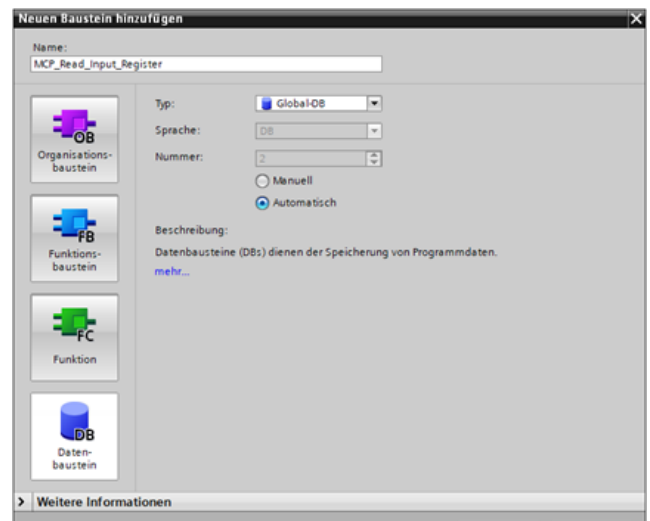 Neuen Baustein hinzufügen
Name:
MCP_Read_Input_Register
OB
Organisations-
baustein
FB
Funktions-
baustein
FC
Funktion
DB
Daten-
baustein
Typ:
Global-DB
Sprache:
DB
Nummer:
2
Manuell
Automatisch
Beschreibung:
Datenbausteine (DBs) dienen der Speicherung von Programmdaten.
mehr...
> Weitere Informationen